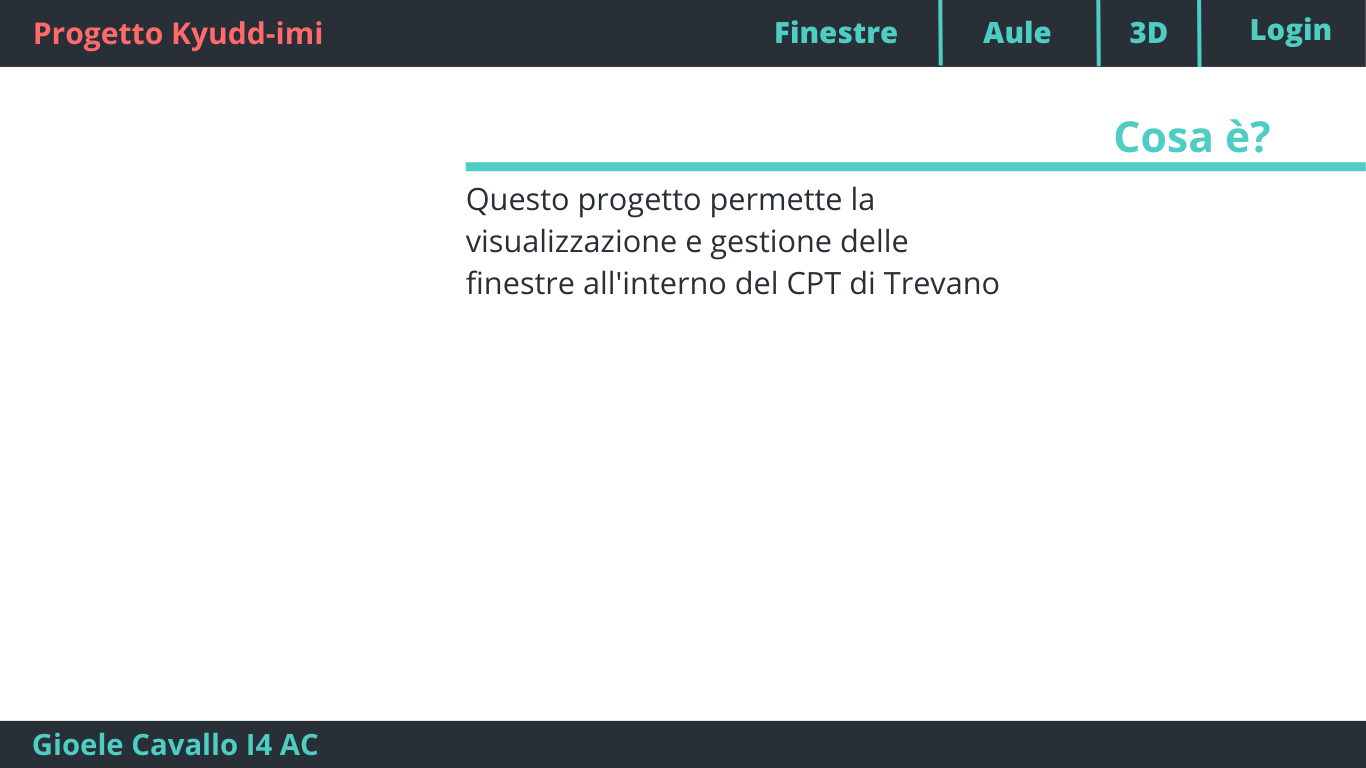 Progetto Kyudd-imi
Finestre
Aule
3D
Login
Cosa è?
Questo progetto permette la
visualizzazione e gestione delle
finestre all'interno del CPT di Trevano
Gioele Cavallo I4 AC